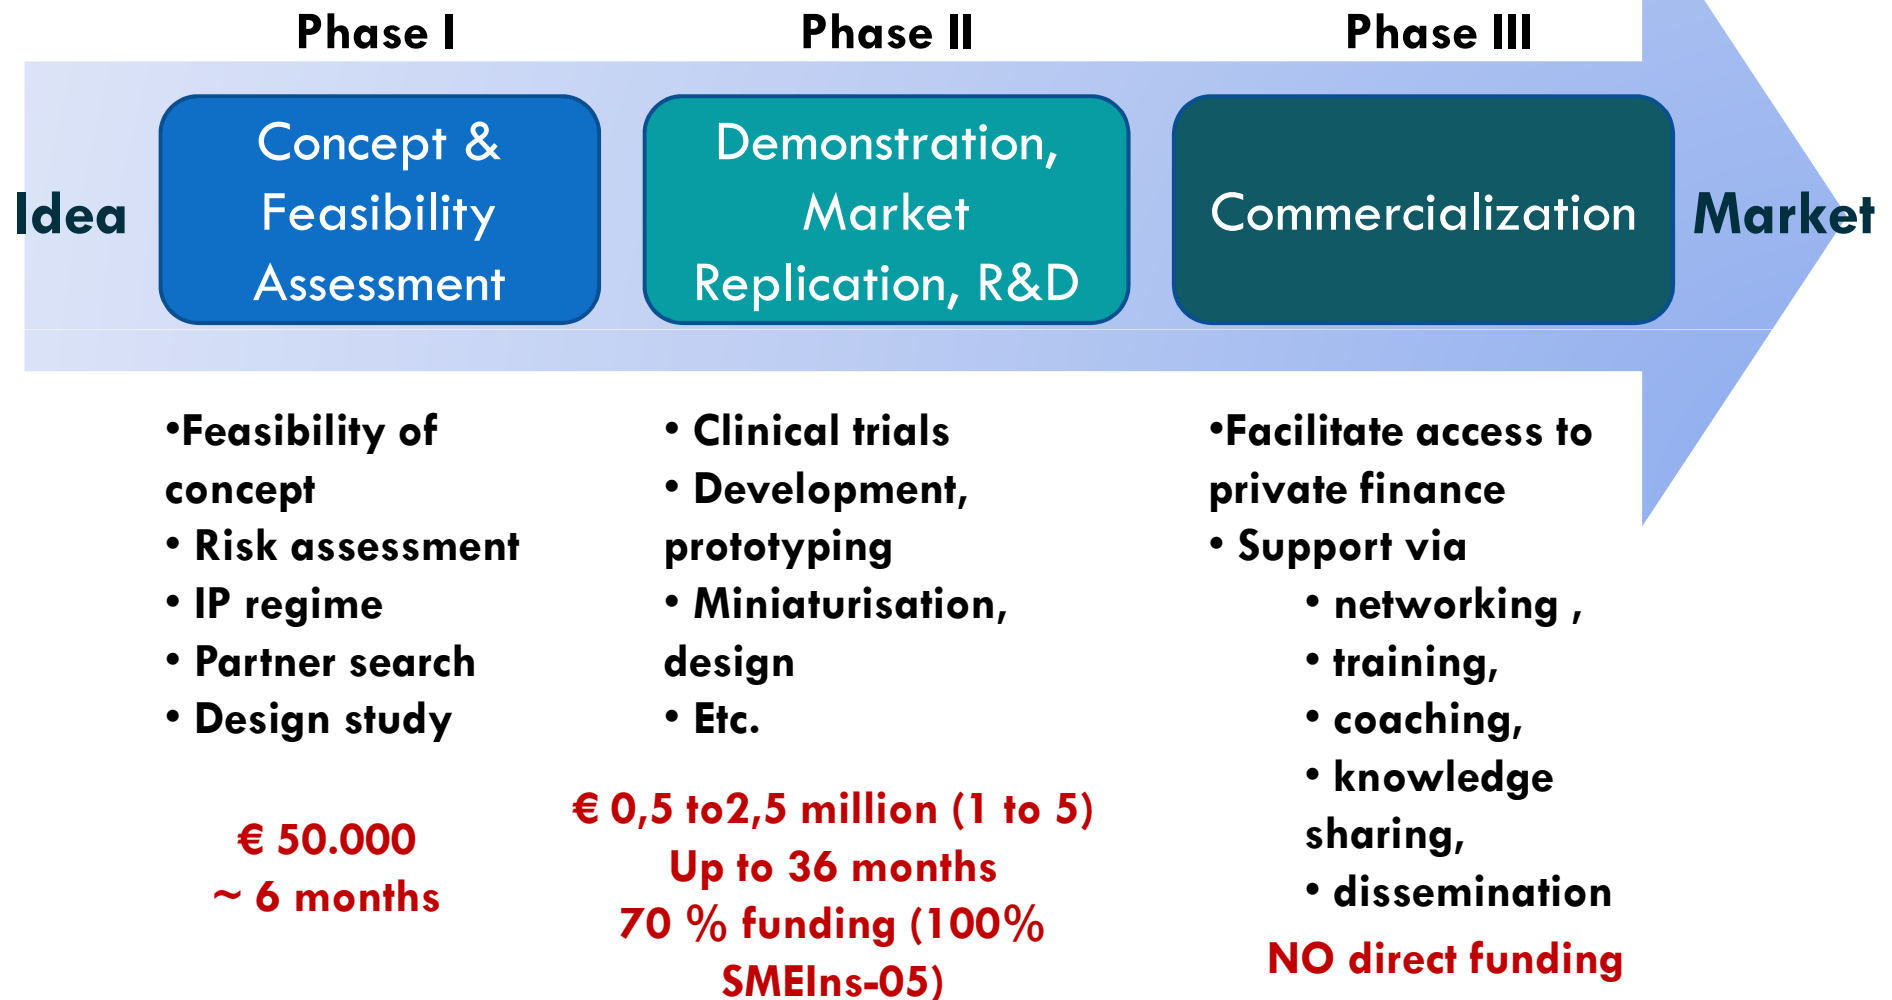 Phase I
Phase II
Phase III
Idea
Concept &
Feasibility
Assessment
Demonstration,
Market
Replication, R&D
Commercialization
Market
•Feasibility of
concept
• Risk assessment
• IP regime
• Partner search
• Design study
€ 50.000
~ 6 months
• Clinical trials
• Development,
prototyping
• Miniaturisation,
design
• Etc.
€ 0,5 to2,5 million (1 to 5)
Up to 36 months
70 % funding (100%
SMEIns-05)
•Facilitate access to
private finance
• Support via
• networking ,
• training,
• coaching,
• knowledge
sharing,
• dissemination
NO direct funding